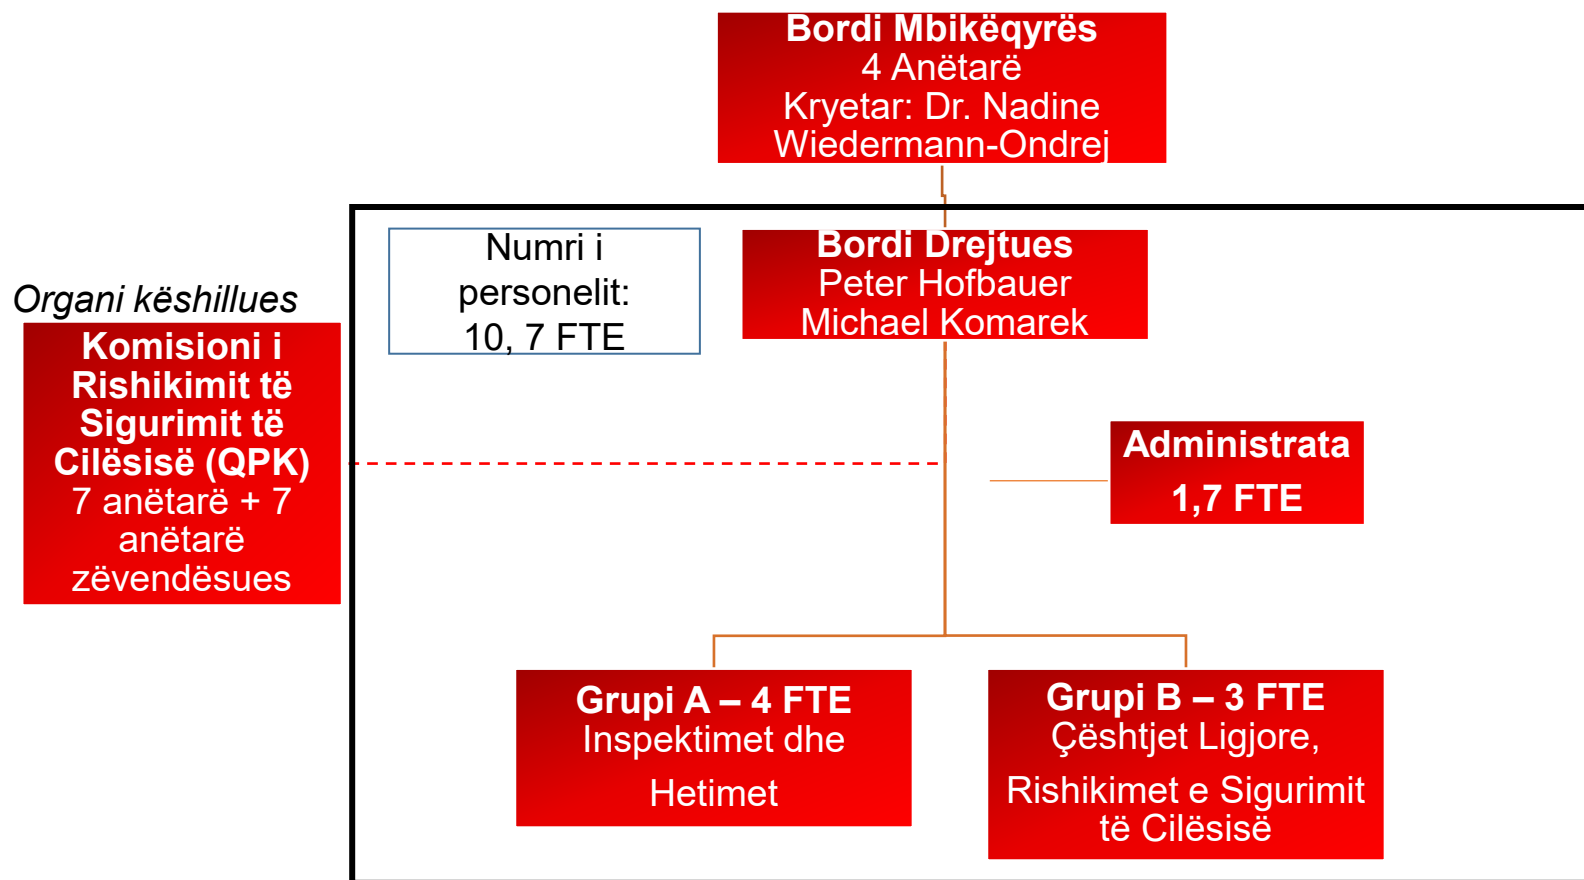 Bordi Mbikëqyrës
4 Anëtarë
Kryetar: Dr. Nadine
Wiedermann-Ondrej
Numri i
personelit:
10, 7 FTE
Bordi Drejtues
Peter Hofbauer
Michael Komarek
Organi këshillues
Komisioni i
Rishikimit të
Sigurimit të
Cilësisë (QPK)
7 anëtarë + 7
anëtarë
zëvendësues
Administrata
1,7 FTE
Grupi A – 4 FTE
Inspektimet dhe
Hetimet
Grupi B – 3 FTE
Çështjet Ligjore,
Rishikimet e Sigurimit
të Cilësisë